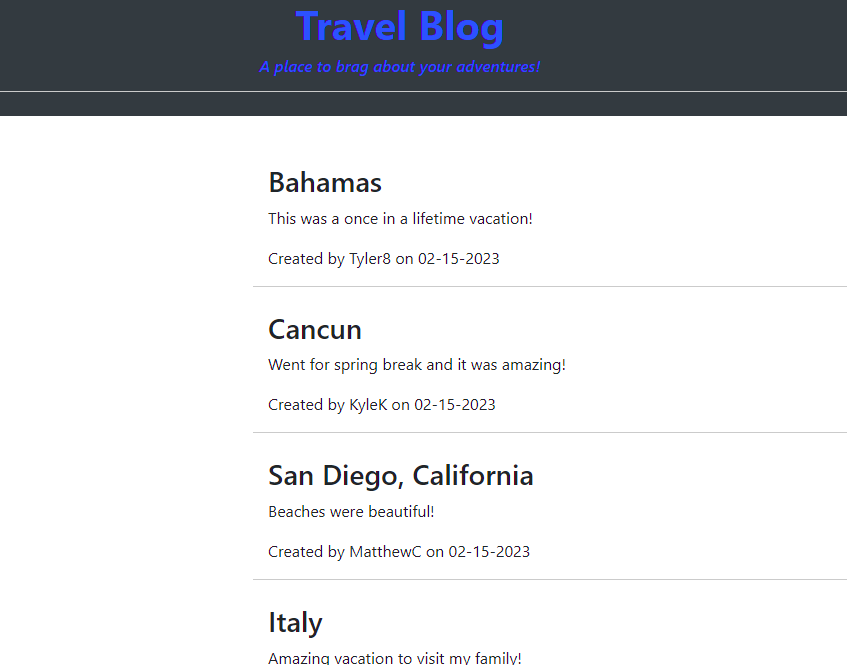 Travel Blog
A place to brag about your adventures!
Bahamas
This was a once in a lifetime vacation!
Created by Tyler8 on 02-15-2023
Cancun
Went for spring break and it was amazing!
Created by KyleK on 02-15-2023
San Diego, California
Beaches were beautiful!
Created by MatthewC on 02-15-2023
Italy
Amazing vacation to visit my family!